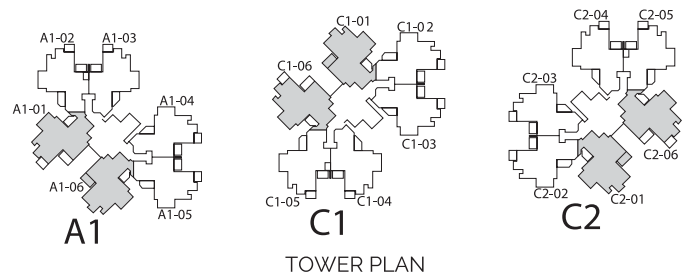 A1-02 A1-03
A1-01
A1-04
A1-06
A1-05
A1
C1-01
C1-02
C1-06
C1-03
C1-05 C1-04
C1
C2-04 C2-05
C2-03
C2-06
C2-02
C2-01
C2
TOWER PLAN